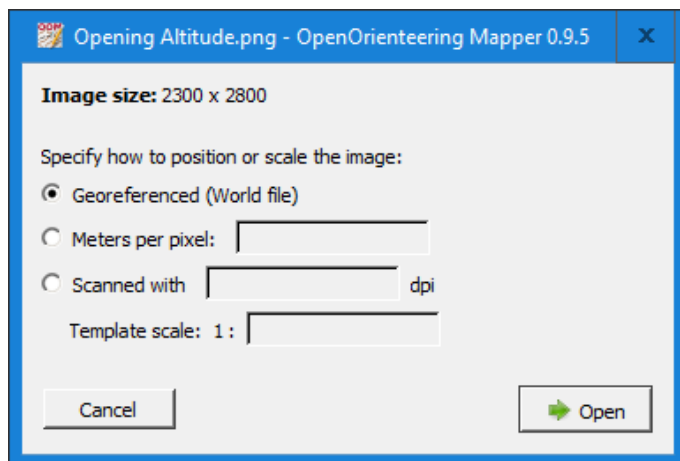 Opening Altitude.png - OpenOrienteering Mapper 0.9.5 X
Image size: 2300 x 2800
Specify how to position or scale the image:
Georeferenced (World file)
Meters per pixel:
Scanned with dpi
Template scale: 1 :
Cancel Open